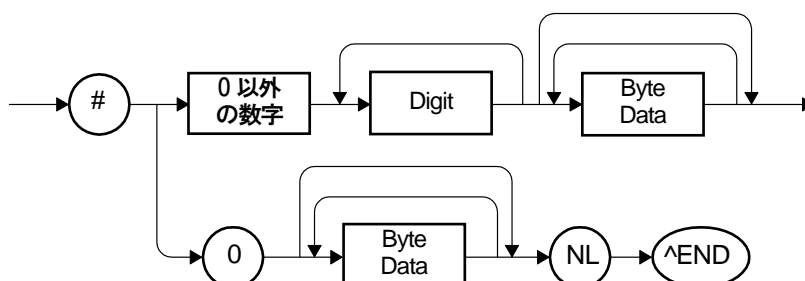 #
0 以外
の数字
Digit
Byte
Data
0
Byte
Data
NL
^END